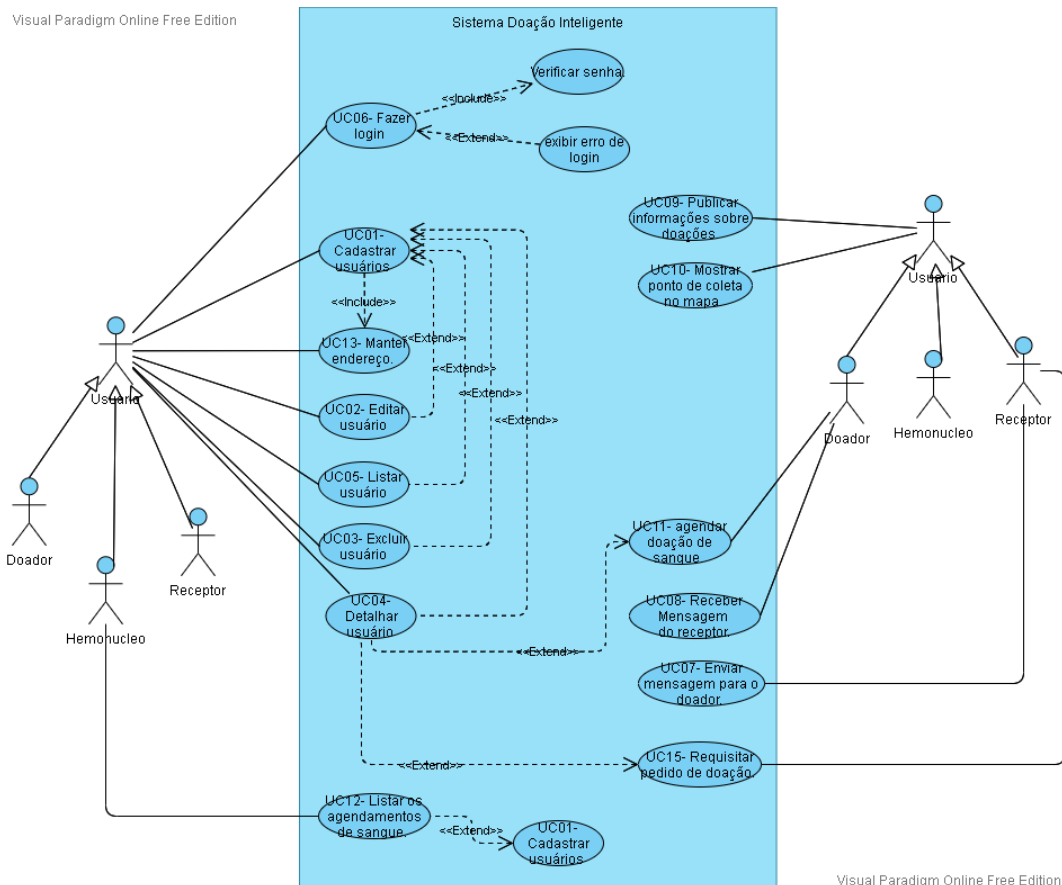 Visual Paradigm Online Free Edition
Sistema Doação Inteligente
Verificar senha.
<<Include>>
UC06- Fazer
login
<<Extend>>
exibir erro de
login
UC09- Publicar
informações sobre
doações
UC01-
Cadastrar
usuários
UC10- Mostrar
ponto de coleta
no mapa
Usuario
<<Include>>
UC13- Manter
endereço.
<<Extend>>
<<Extend>>
Usuario
UC02- Editar
usuário
<<Extend>>
Doador
Hemonucleo
Receptor
UC05- Listar
usuário
UC03- Excluir
usuário
UC11- agendar
doação de
sangue
Doador
Receptor
UC04-
Detalhar
usuário
UC08- Receber
Mensagem
do receptor.
Hemonucleo
<<Extend>>
UC07- Enviar
mensagem para o
doador.
<<Extend>>
UC15- Requisitar
pedido de doação.
UC12- Listar os
agendamentos
de sangue.
<<Extend>>
UC01-
Cadastrar
usuários
Visual Paradigm Online Free Edition